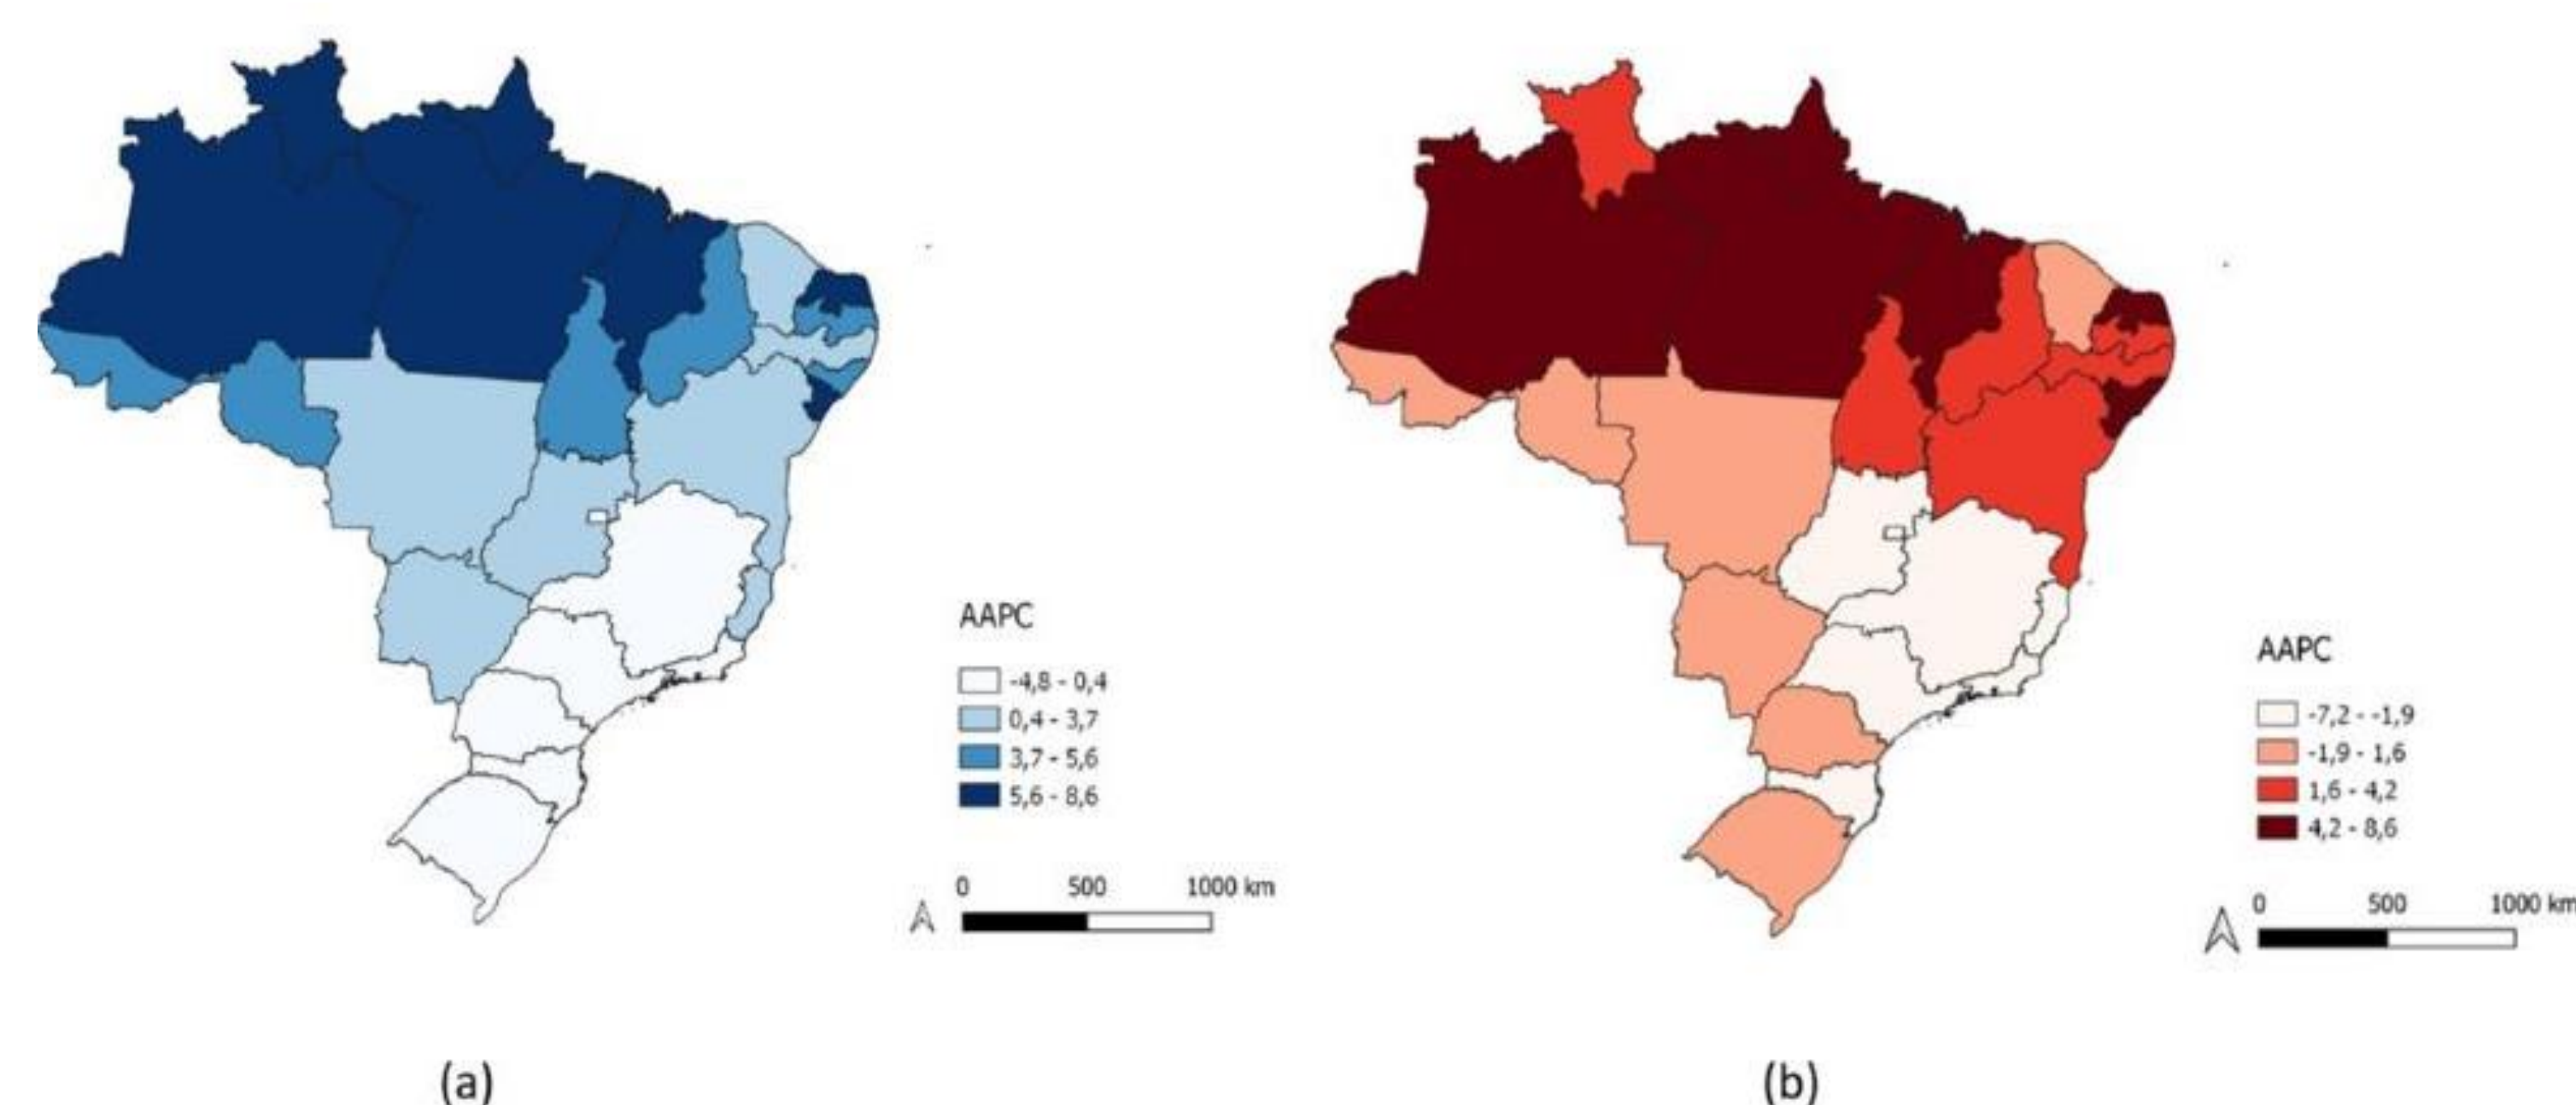 AAPC
-4,8 - 0,4
0,4 - 3,7
3,7 - 5,6
5,6 - 8,6
0 500 1000 km
(a)
AAPC
-7,2 - -1,9
-1,9 - 1,6
1,6 - 4,2
4,2 - 8,6
0 500 1000 km
(b)